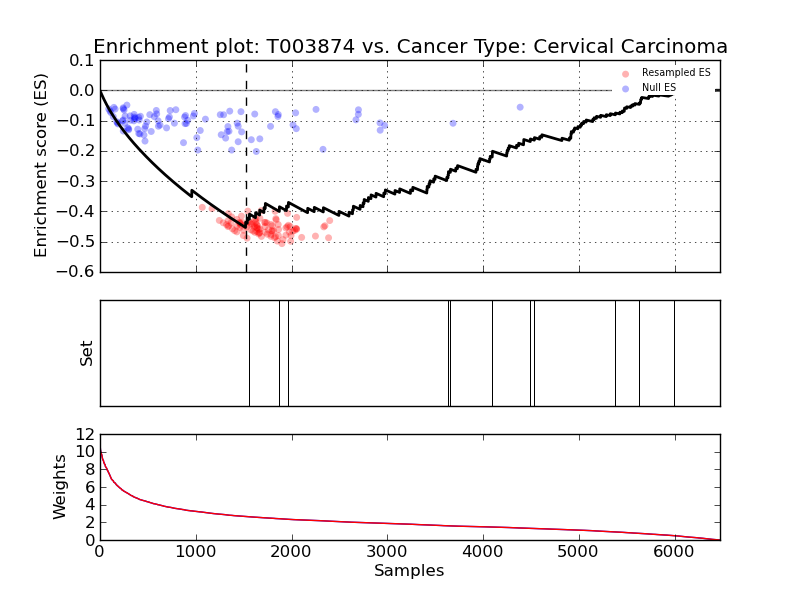 Enrichment plot: T003874 vs. Cancer Type: Cervical Carcinoma
Enrichment score (ES)
0.1
0.0
−0.1
−0.2
−0.3
−0.4
−0.5
−0.6
Resampled ES
Null ES
Set
Weights
12
10
8
6
4
2
0
0 1000 2000 3000 4000 5000 6000
Samples